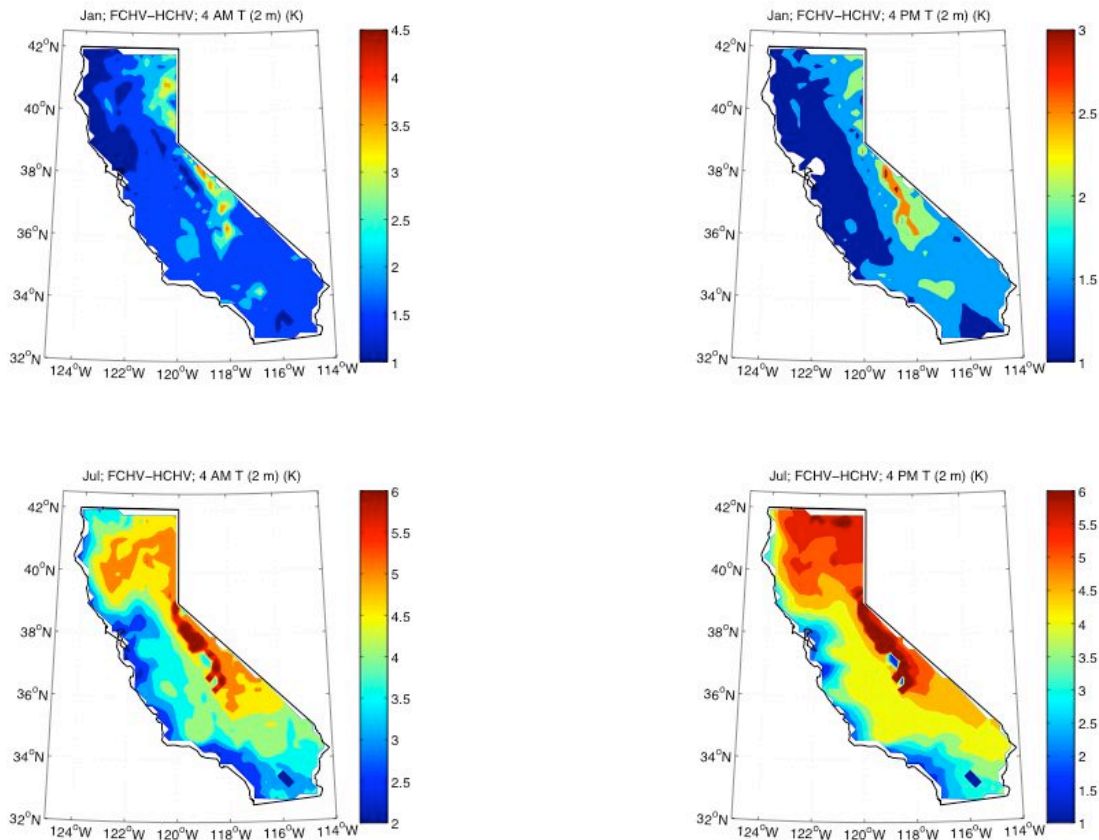 Jan; FCHV−HCHV; 4 AM T (2 m) (K)
42°N
40°N
38°N
36°N
34°N
32°N
124°W 122°W 120°W 118°W 116°W 114°W
4.5
4
3.5
3
2.5
2
1.5
1
Jan; FCHV−HCHV; 4 PM T (2 m) (K)
42°N
40°N
38°N
36°N
34°N
32°N
124°W 122°W 120°W 118°W 116°W 114°W
3
2.5
2
1.5
1
Jul; FCHV−HCHV; 4 AM T (2 m) (K)
42°N
40°N
38°N
36°N
34°N
32°N
124°W 122°W 120°W 118°W 116°W 114°W
6
5.5
5
4.5
4
3.5
3
2.5
2
Jul; FCHV−HCHV; 4 PM T (2 m) (K)
42°N
40°N
38°N
36°N
34°N
32°N
124°W 122°W 120°W 118°W 116°W 114°W
6
5.5
5
4.5
4
3.5
3
2.5
2
1.5
1